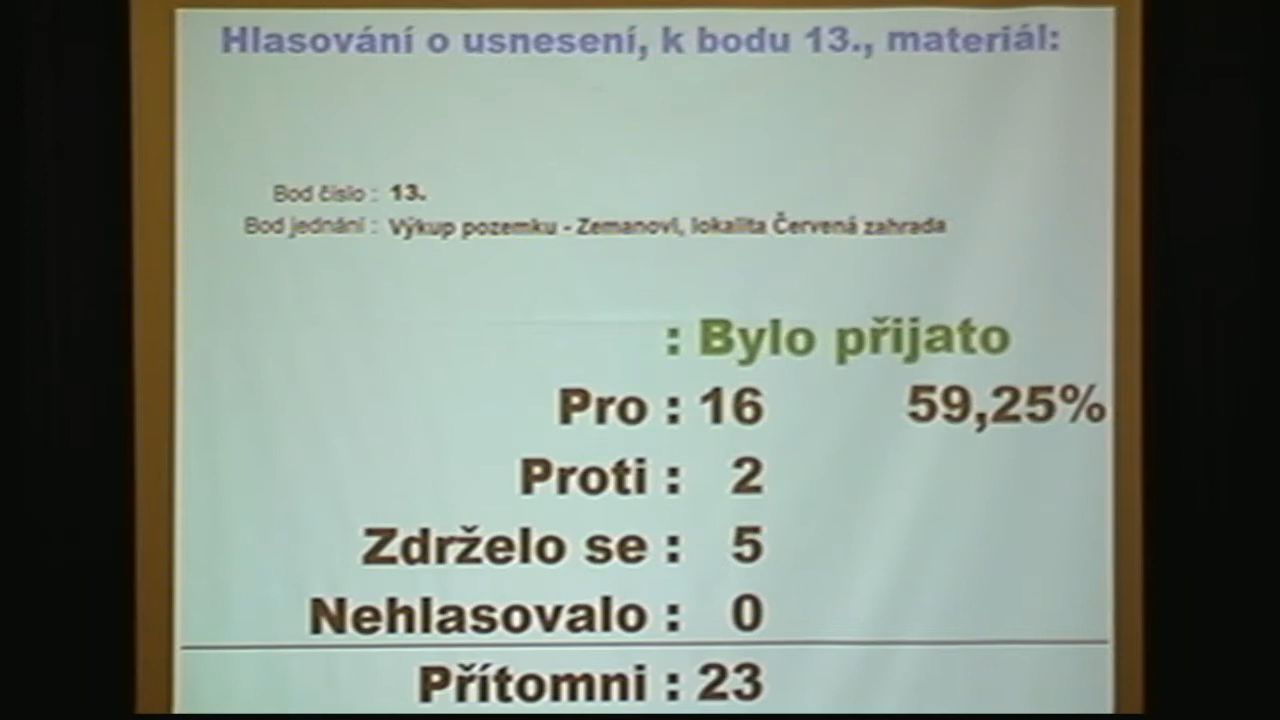 Hlasování o usnesení, k bodu 13., materiál:
Bod číslo : 13.
Bod jednání : Výkup pozemku - Zemanovi, lokalita Červená zahrada
: Bylo přijato
Pro : 16 59,25%
Proti : 2
Zdrželo se : 5
Nehlasovalo : 0
Přítomni : 23